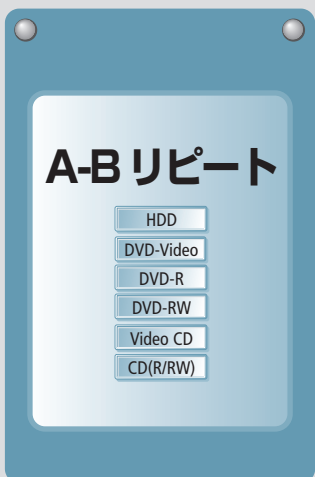 A-B リピート
HDD
DVD-Video
DVD-R
DVD-RW
Video CD
CD(R/RW)